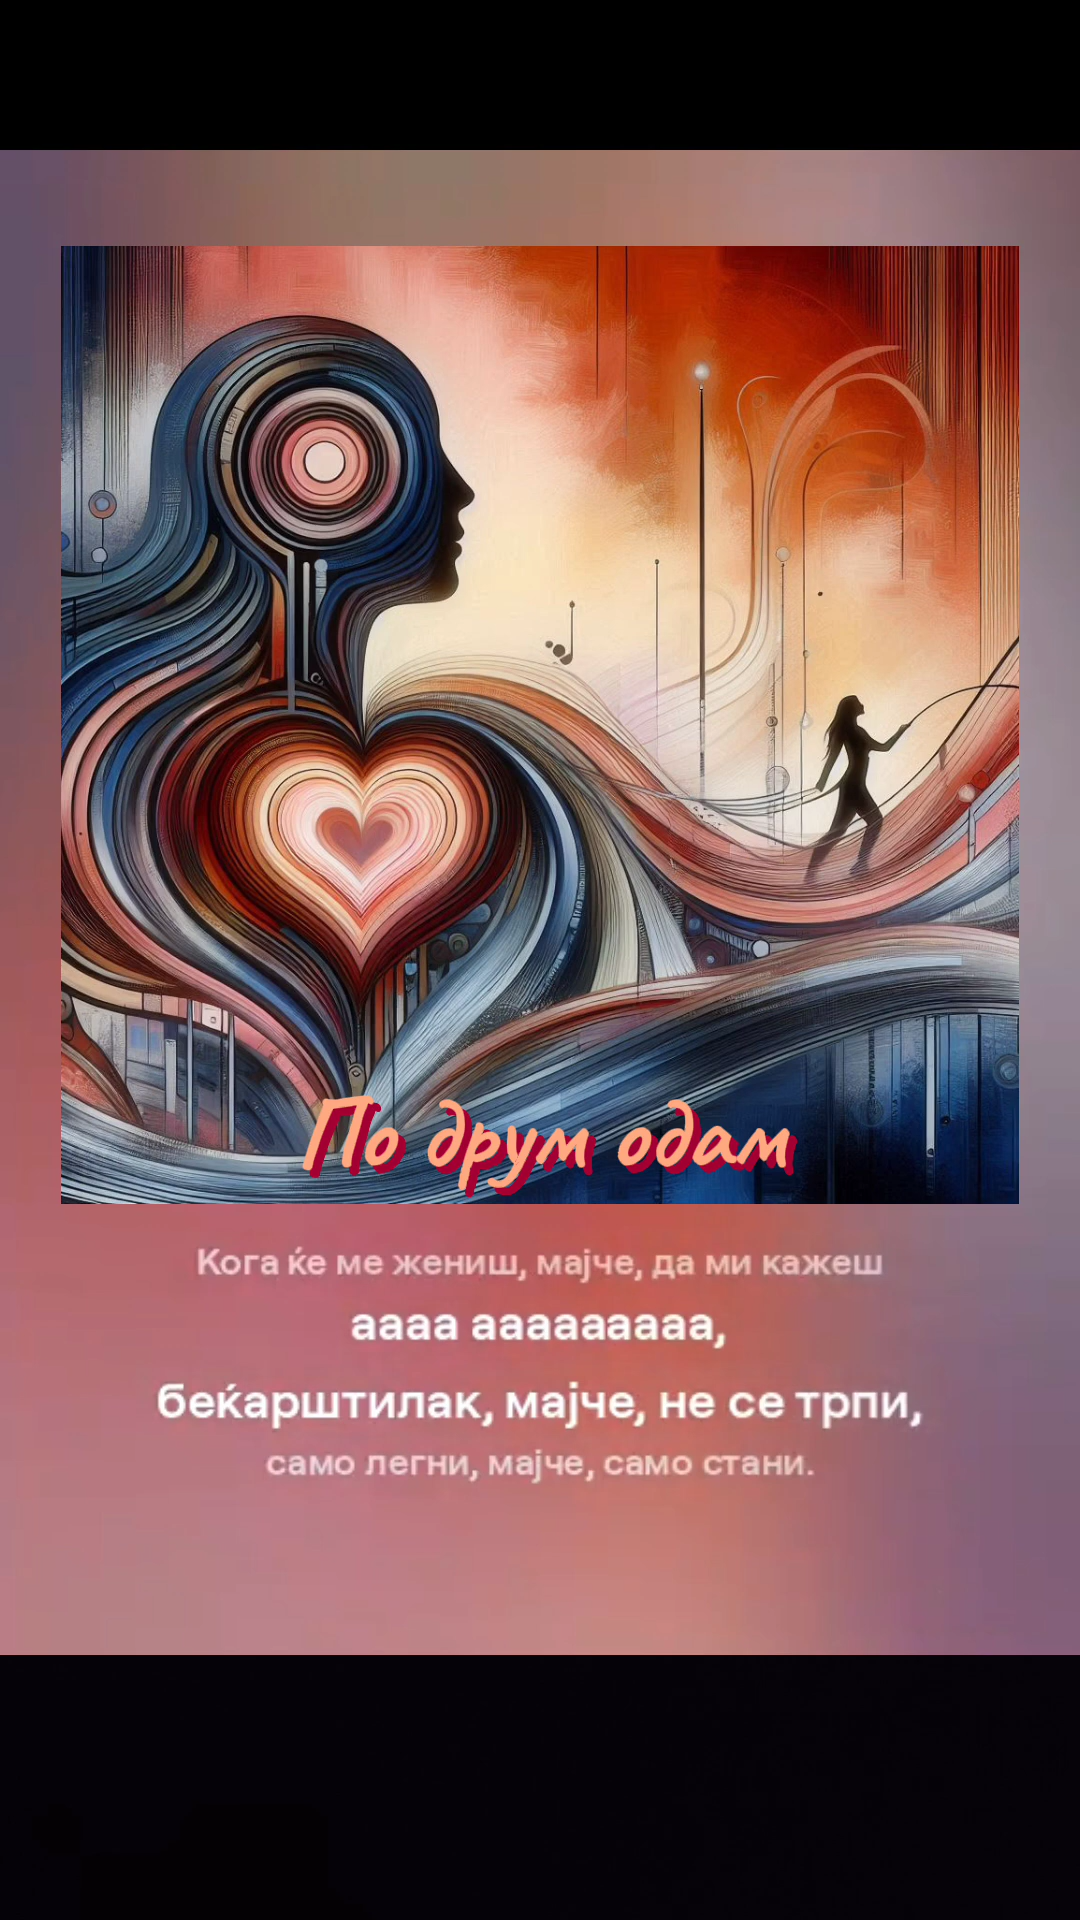 По друм одам
Кога ќе ме жениш, мајче, да ми кажеш
аааа ааааааааа,
беќарштилак, мајче, не се трпи,
само легни, мајче, само стани.